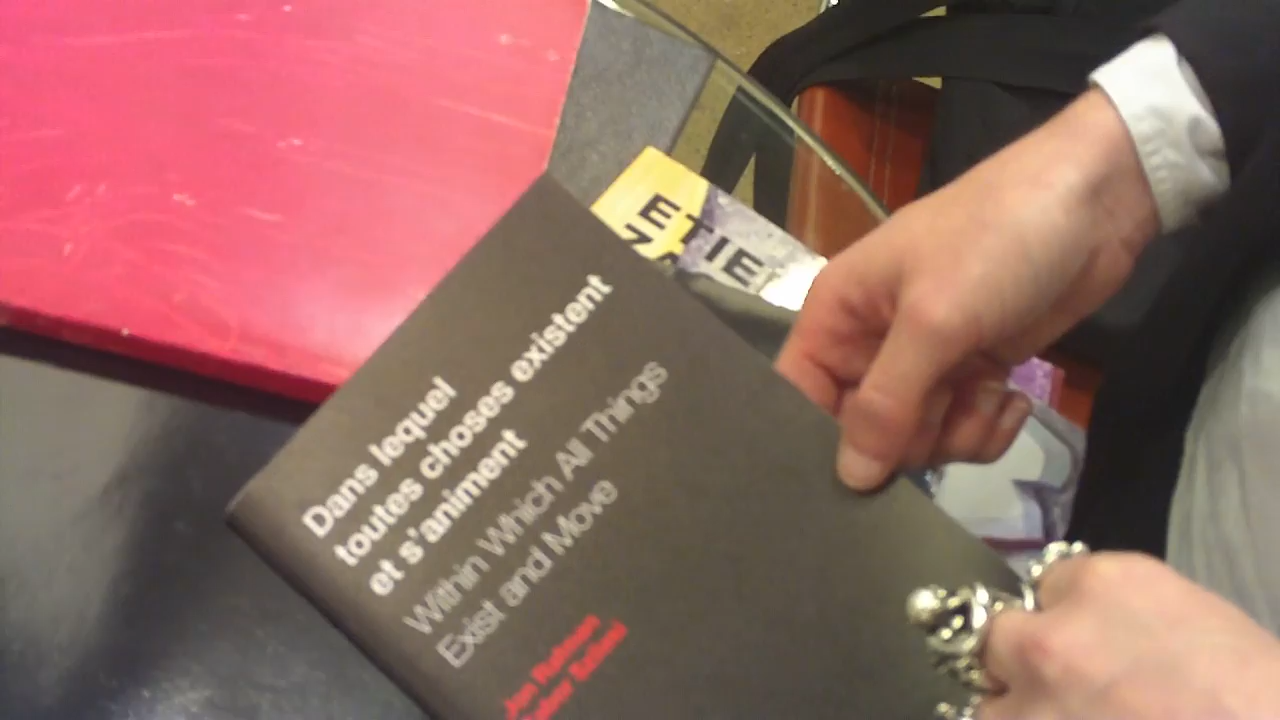 Dans lequel
toutes choses existent
et s'animent
Within Which All Things
Exist and Move
ETIE